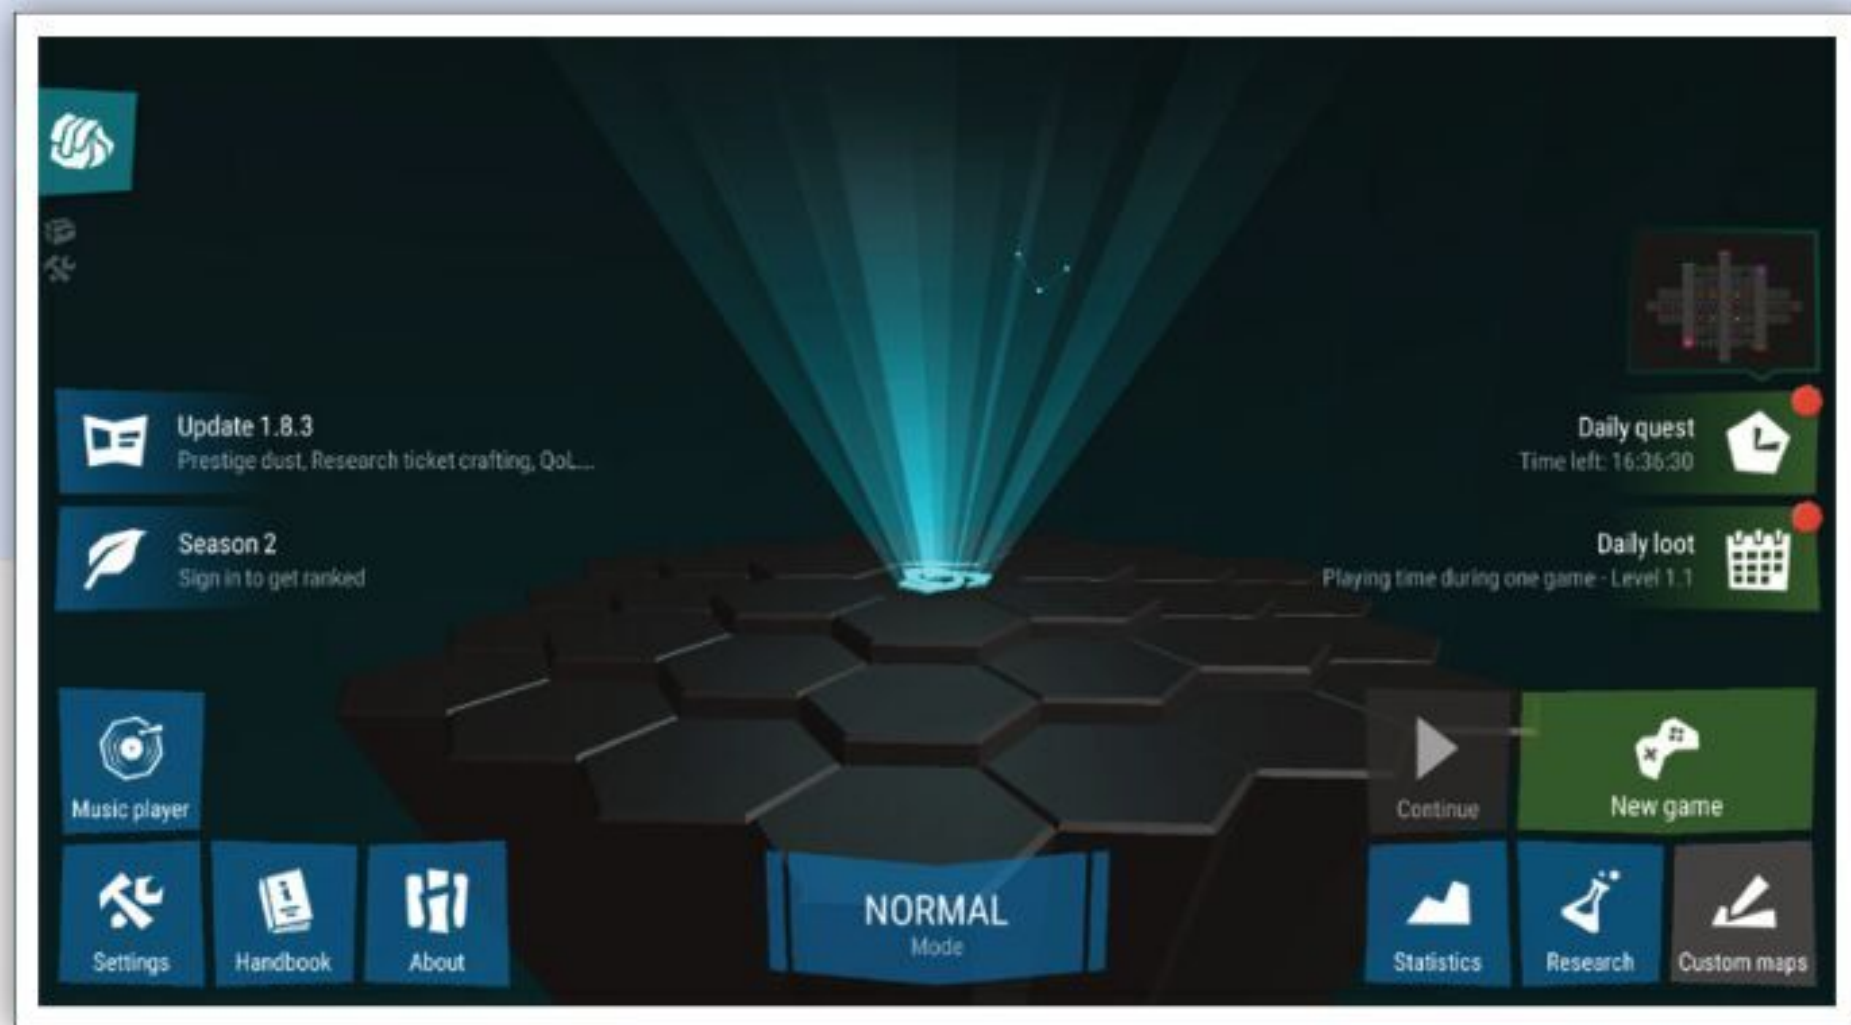 Update 1.8.3
Prestige dust, Research ticket crafting, QoL...
Season 2
Sign in to get ranked
Daily quest
Time left: 16:36:30
Daily loot
Playing time during one game - Level 1.1
Music player
Continue
New game
Settings
Handbook
About
NORMAL
Mode
Statistics
Research
Custom maps